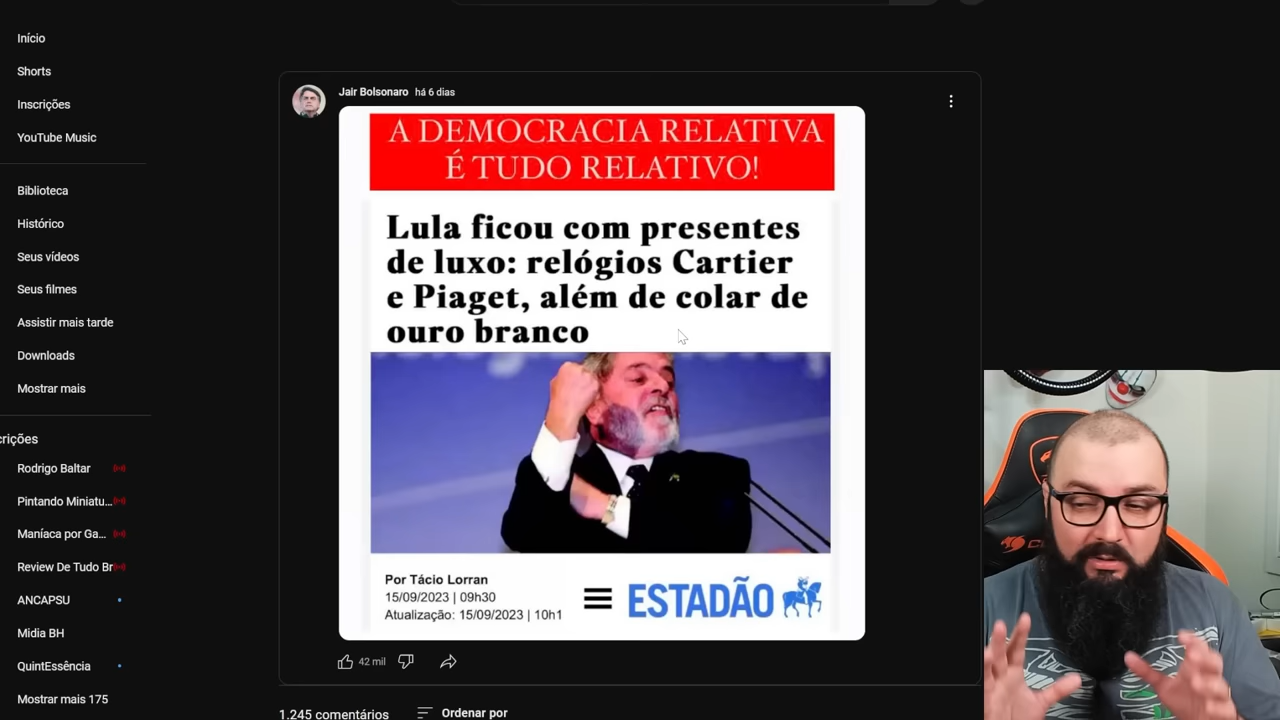 Início
Shorts
Inscrições
YouTube Music
Biblioteca
Histórico
Seus vídeos
Seus filmes
Assistir mais tarde
Downloads
Mostrar mais
crições
Rodrigo Baltar
Pintando Miniatu...
Maníaca por Ga...
Review De Tudo Br
ANCAPSU
Midia BH
QuintEssência
Mostrar mais 175
Jair Bolsonaro há 6 dias
A DEMOCRACIA RELATIVA
É TUDO RELATIVO!
Lula ficou com presentes
de luxo: relógios Cartier
e Piaget, além de colar de
ouro branco
Por Tácio Lorran
15/09/2023 | 09h30
Atualização: 15/09/2023 | 10h1
ESTADÃO
42 mil
1.245 comentários
Ordenar por